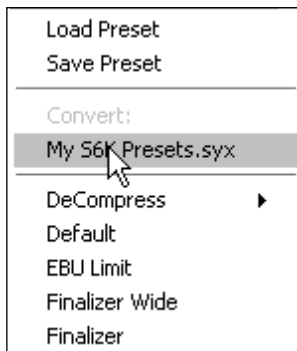 Load Preset
Save Preset
Convert:
My S6K Presets.syx
DeCompress
Default
EBU Limit
Finalizer Wide
Finalizer